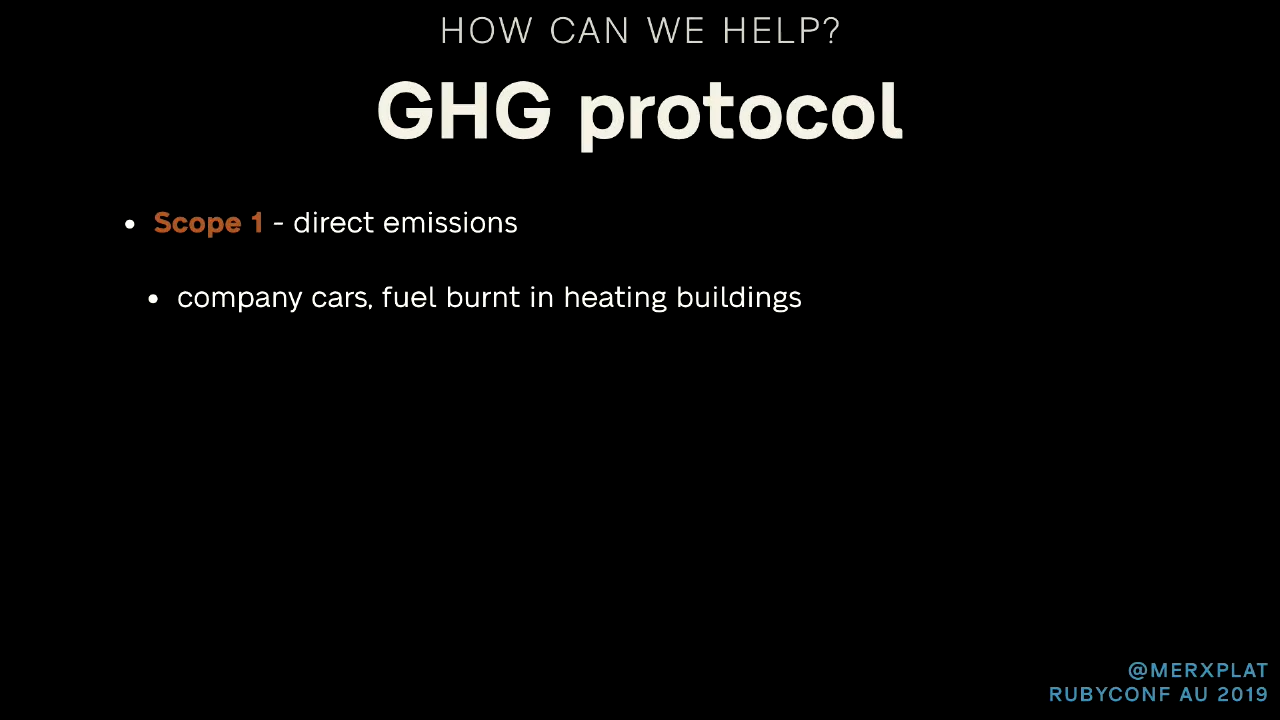 HOW CAN WE HELP?
GHG protocol
• Scope 1 - direct emissions
• company cars, fuel burnt in heating buildings
@MERXPLAT
RUBYCONF AU 2019